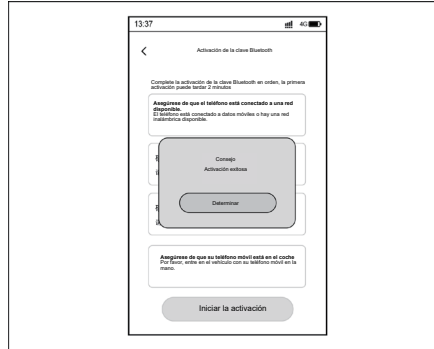 13:37
4G
Activación de la clave Bluetooth
Complete la activación de la clave Bluetooth en orden, la primera
activación puede tardar 2 minutos
Asegúrese de que el teléfono está conectado a una red
disponible.
El teléfono está conectado a datos móviles o hay una red
inalámbrica disponible.
Consejo
Activación exitosa
Determinar
Asegúrese de que su teléfono móvil está en el coche
Por favor, entre en el vehículo con su teléfono móvil en la
mano.
Iniciar la activación